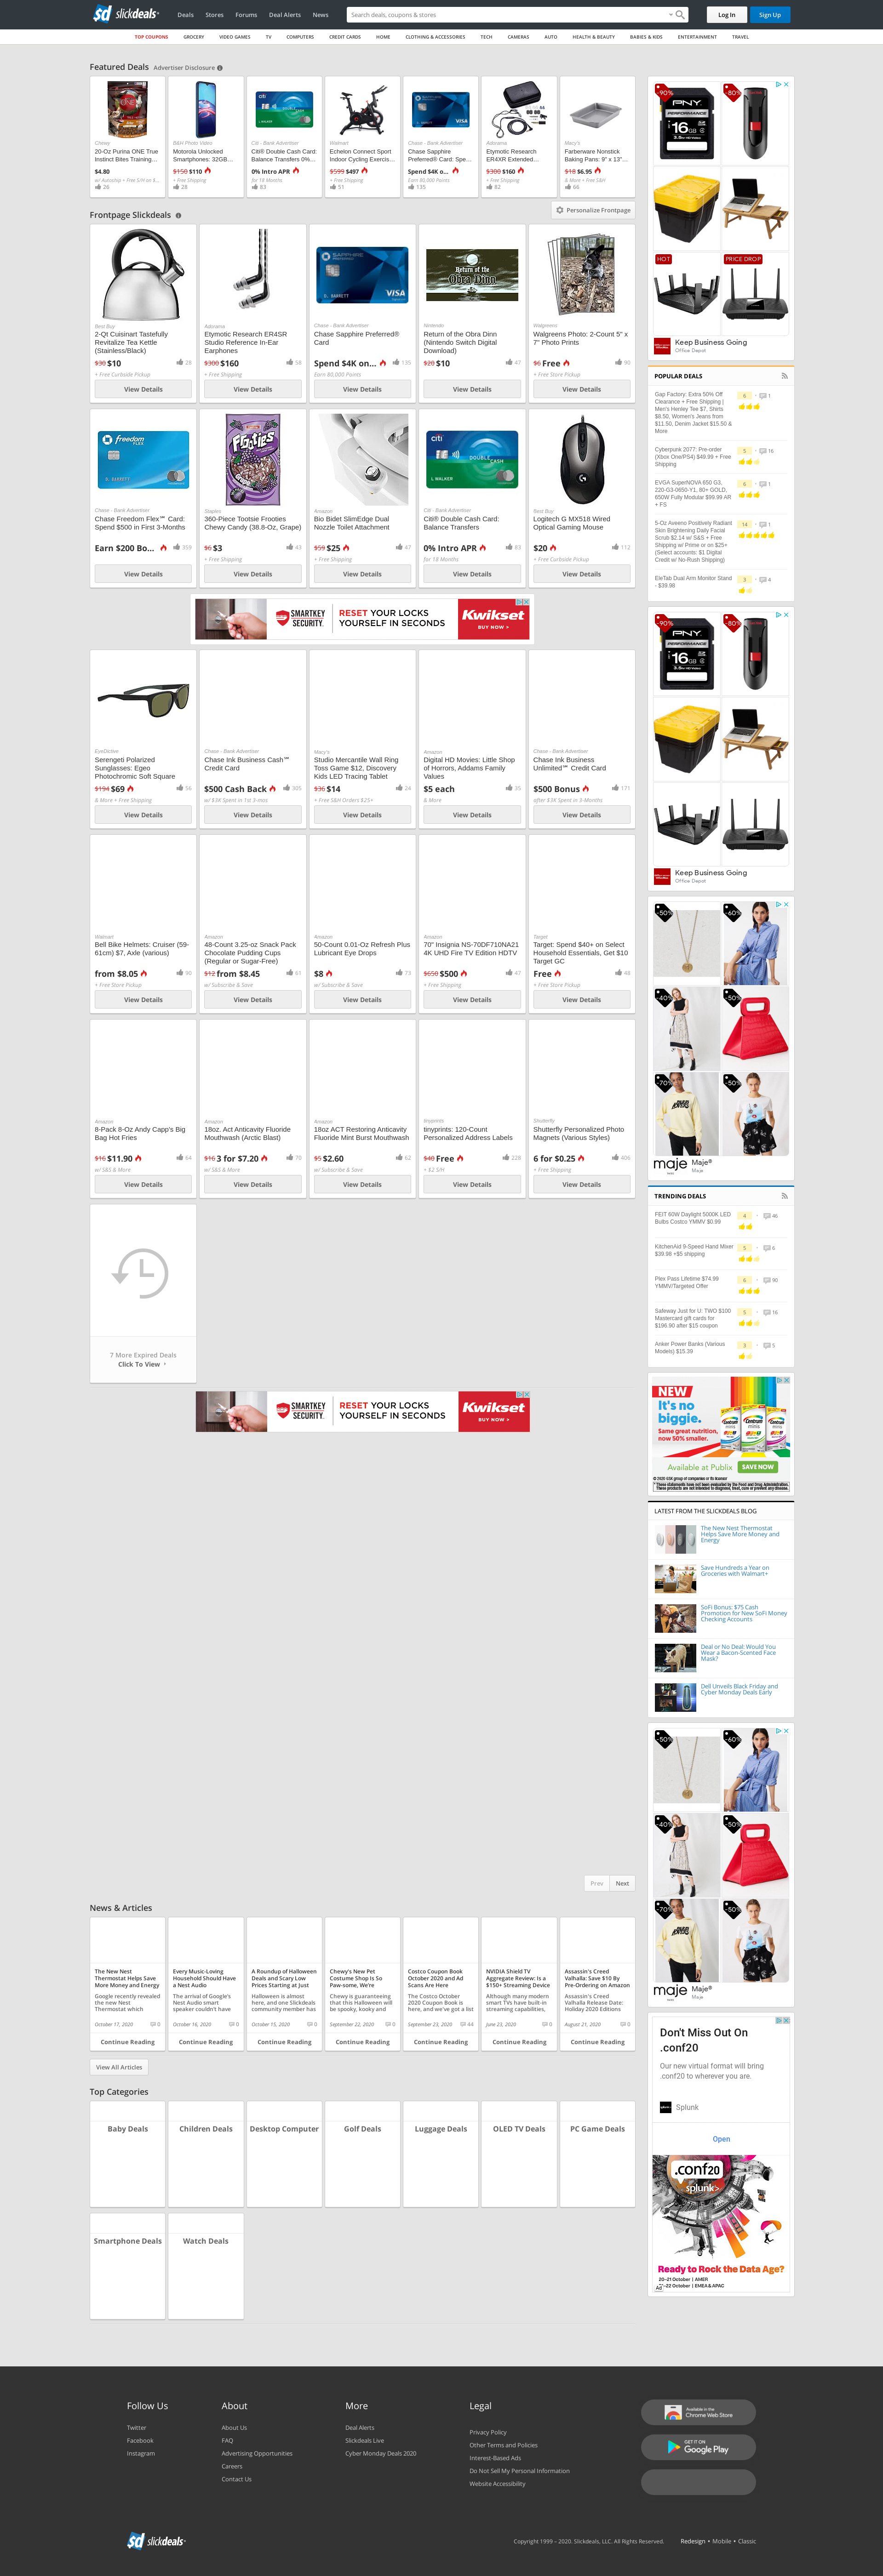 slickdeals
Deals Stores Forums Deal Alerts News
Search deals, coupons & stores
Log In
Sign Up
TOP COUPONS GROCERY VIDEO GAMES TV COMPUTERS CREDIT CARDS HOME CLOTHING & ACCESSORIES TECH CAMERAS AUTO HEALTH & BEAUTY BABIES & KIDS ENTERTAINMENT TRAVEL
Featured Deals Advertiser Disclosure
Chewy
20-Oz Purina ONE True
Instinct Bites Training…
$4.80
26
B&H Photo Video
Motorola Unlocked
Smartphones: 32GB…
$150 $110
+ Free Shipping
28
Citi - Bank Advertiser
Citi® Double Cash Card:
Balance Transfers 0%…
0% Intro APR
for 18 Months
83
Walmart
Echelon Connect Sport
Indoor Cycling Exercis…
$599 $497
+ Free Shipping
51
Chase - Bank Advertiser
Chase Sapphire
Preferred® Card: Spe…
Spend $4K o…
Earn 80,000 Points
135
Adorama
Etymotic Research
ER4XR Extended…
$300 $160
+ Free Shipping
82
Macy's
Farberware Nonstick
Baking Pans: 9" x 13"…
$18 $6.95
& More + Free S&H
66
Frontpage Slickdeals
Personalize Frontpage
Best Buy
2-Qt Cuisinart Tastefully
Revitalize Tea Kettle
(Stainless/Black)
$30 $10
28
+ Free Curbside Pickup
View Details
Adorama
Etymotic Research ER4SR
Studio Reference In-Ear
Earphones
$300 $160
58
+ Free Shipping
View Details
Chase - Bank Advertiser
Chase Sapphire Preferred®
Card
Spend $4K on…
135
Earn 80,000 Points
View Details
Return of the
Obra Dinn
Nintendo
Return of the Obra Dinn
(Nintendo Switch Digital
Download)
$20 $10
47
View Details
Walgreens
Walgreens Photo: 2-Count 5" x
7" Photo Prints
$6 Free
90
+ Free Store Pickup
View Details
Chase - Bank Advertiser
Chase Freedom Flex℠ Card:
Spend $500 in First 3-Months
Earn $200 Bo…
359
View Details
Staples
360-Piece Tootsie Frooties
Chewy Candy (38.8-Oz, Grape)
$6 $3
43
+ Free Shipping
View Details
Amazon
Bio Bidet SlimEdge Dual
Nozzle Toilet Attachment
$59 $25
47
+ Free Shipping
View Details
Citi - Bank Advertiser
Citi® Double Cash Card:
Balance Transfers
0% Intro APR
83
for 18 Months
View Details
Best Buy
Logitech G MX518 Wired
Optical Gaming Mouse
$20
112
+ Free Curbside Pickup
View Details
SMARTKEY
SECURITY.
RESET YOUR LOCKS
YOURSELF IN SECONDS
Kwikset
BUY NOW >
EyeDictive
Serengeti Polarized
Sunglasses: Egeo
Photochromic Soft Square
$194 $69
56
& More + Free Shipping
View Details
Chase - Bank Advertiser
Chase Ink Business Cash℠
Credit Card
$500 Cash Back
305
w/ $3K Spent in 1st 3-mos
View Details
Macy's
Studio Mercantile Wall Ring
Toss Game $12, Discovery
Kids LED Tracing Tablet
$36 $14
24
+ Free S&H Orders $25+
View Details
Amazon
Digital HD Movies: Little Shop
of Horrors, Addams Family
Values
$5 each
35
& More
View Details
Chase - Bank Advertiser
Chase Ink Business
Unlimited℠ Credit Card
$500 Bonus
171
after $3K Spent in 3-Months
View Details
Walmart
Bell Bike Helmets: Cruiser (59-
61cm) $7, Axle (various)
from $8.05
90
+ Free Store Pickup
View Details
Amazon
48-Count 3.25-oz Snack Pack
Chocolate Pudding Cups
(Regular or Sugar-Free)
$12 from $8.45
61
w/ Subscribe & Save
View Details
Amazon
50-Count 0.01-Oz Refresh Plus
Lubricant Eye Drops
$8
73
w/ Subscribe & Save
View Details
Amazon
70" Insignia NS-70DF710NA21
4K UHD Fire TV Edition HDTV
$650 $500
47
+ Free Shipping
View Details
Target
Target: Spend $40+ on Select
Household Essentials, Get $10
Target GC
Free
48
+ Free Store Pickup
View Details
Amazon
8-Pack 8-Oz Andy Capp's Big
Bag Hot Fries
$16 $11.90
64
w/ S&S & More
View Details
Amazon
18oz. Act Anticavity Fluoride
Mouthwash (Arctic Blast)
$16 3 for $7.20
70
w/ S&S & More
View Details
Amazon
18oz ACT Restoring Anticavity
Fluoride Mint Burst Mouthwash
$5 $2.60
62
w/ Subscribe & Save
View Details
tinyprints
tinyprints: 120-Count
Personalized Address Labels
$40 Free
228
+ $2 S/H
View Details
Shutterfly
Shutterfly Personalized Photo
Magnets (Various Styles)
6 for $0.25
406
+ Free Shipping
View Details
7 More Expired Deals
Click To View
SMARTKEY
SECURITY.
RESET YOUR LOCKS
YOURSELF IN SECONDS
Kwikset
BUY NOW >
Prev Next
News & Articles
The New Nest
Thermostat Helps Save
More Money and Energy
Google recently revealed
the new Nest
Thermostat which
October 17, 2020 0
Continue Reading
Every Music-Loving
Household Should Have
a Nest Audio
The arrival of Google's
Nest Audio smart
speaker couldn't have
October 16, 2020 0
Continue Reading
A Roundup of Halloween
Deals and Scary Low
Prices Starting at Just
Halloween is almost
here, and one Slickdeals
community member has
October 15, 2020 0
Continue Reading
Chewy's New Pet
Costume Shop Is So
Paw-some, We're
Chewy is guaranteeing
that this Halloween will
be spooky, kooky and
September 22, 2020 0
Continue Reading
Costco Coupon Book
October 2020 and Ad
Scans Are Here
The Costco October
2020 Coupon Book is
here, and we've got a list
September 23, 2020 44
Continue Reading
NVIDIA Shield TV
Aggregate Review: Is a
$150+ Streaming Device
Although many modern
smart TVs have built-in
streaming capabilities,
June 23, 2020 0
Continue Reading
Assassin's Creed
Valhalla: Save $10 By
Pre-Ordering on Amazon
Assassin's Creed
Valhalla Release Date:
Holiday 2020 Editions
August 21, 2020 0
Continue Reading
View All Articles
Top Categories
Baby Deals
Children Deals
Desktop Computer
Golf Deals
Luggage Deals
OLED TV Deals
PC Game Deals
Smartphone Deals
Watch Deals
-90%
-80%
HOT
PRICE DROP
Keep Business Going
Office Depot
POPULAR DEALS
Gap Factory: Extra 50% Off
Clearance + Free Shipping |
Men's Henley Tee $7, Shirts
$8.50, Women's Jeans from
$11.50, Denim Jacket $15.50 &
More
6 1
Cyberpunk 2077: Pre-order
(Xbox One/PS4) $49.99 + Free
Shipping
5 16
EVGA SuperNOVA 650 G3,
220-G3-0650-Y1, 80+ GOLD,
650W Fully Modular $99.99 AR
+ FS
6 1
5-Oz Aveeno Positively Radiant
Skin Brightening Daily Facial
Scrub $2.14 w/ S&S + Free
Shipping w/ Prime or on $25+
(Select accounts: $1 Digital
Credit w/ No-Rush Shipping)
14 1
EleTab Dual Arm Monitor Stand
- $39.98
3 4
-90%
-80%
Keep Business Going
Office Depot
-50%
-60%
-40%
-50%
-70%
-50%
maje
Maje®
Maje
TRENDING DEALS
FEIT 60W Daylight 5000K LED
Bulbs Costco YMMV $0.99
4 46
KitchenAid 9-Speed Hand Mixer
$39.98 +$5 shipping
5 6
Plex Pass Lifetime $74.99
YMMV/Targeted Offer
6 90
Safeway Just for U: TWO $100
Mastercard gift cards for
$196.90 after $15 coupon
5 16
Anker Power Banks (Various
Models) $15.39
3 5
NEW
It's no
biggie.
Same great nutrition,
now 50% smaller.
Available at Publix
SAVE NOW
LATEST FROM THE SLICKDEALS BLOG
The New Nest Thermostat
Helps Save More Money and
Energy
Save Hundreds a Year on
Groceries with Walmart+
SoFi Bonus: $75 Cash
Promotion for New SoFi Money
Checking Accounts
Deal or No Deal: Would You
Wear a Bacon-Scented Face
Mask?
Dell Unveils Black Friday and
Cyber Monday Deals Early
-50%
-60%
-40%
-50%
-70%
-50%
maje
Maje®
Maje
Don't Miss Out On
.conf20
Our new virtual format will bring
.conf20 to wherever you are.
Splunk
Open
.conf20
splunk>
Ready to Rock the Data Age?
20–21 October | AMER
21–22 October | EMEA & APAC
Ad
Follow Us
Twitter
Facebook
Instagram
About
About Us
FAQ
Advertising Opportunities
Careers
Contact Us
More
Deal Alerts
Slickdeals Live
Cyber Monday Deals 2020
Legal
Privacy Policy
Other Terms and Policies
Interest-Based Ads
Do Not Sell My Personal Information
Website Accessibility
Available in the
Chrome Web Store
GET IT ON
Google Play
slickdeals
Copyright 1999 – 2020. Slickdeals, LLC. All Rights Reserved.
Redesign • Mobile • Classic